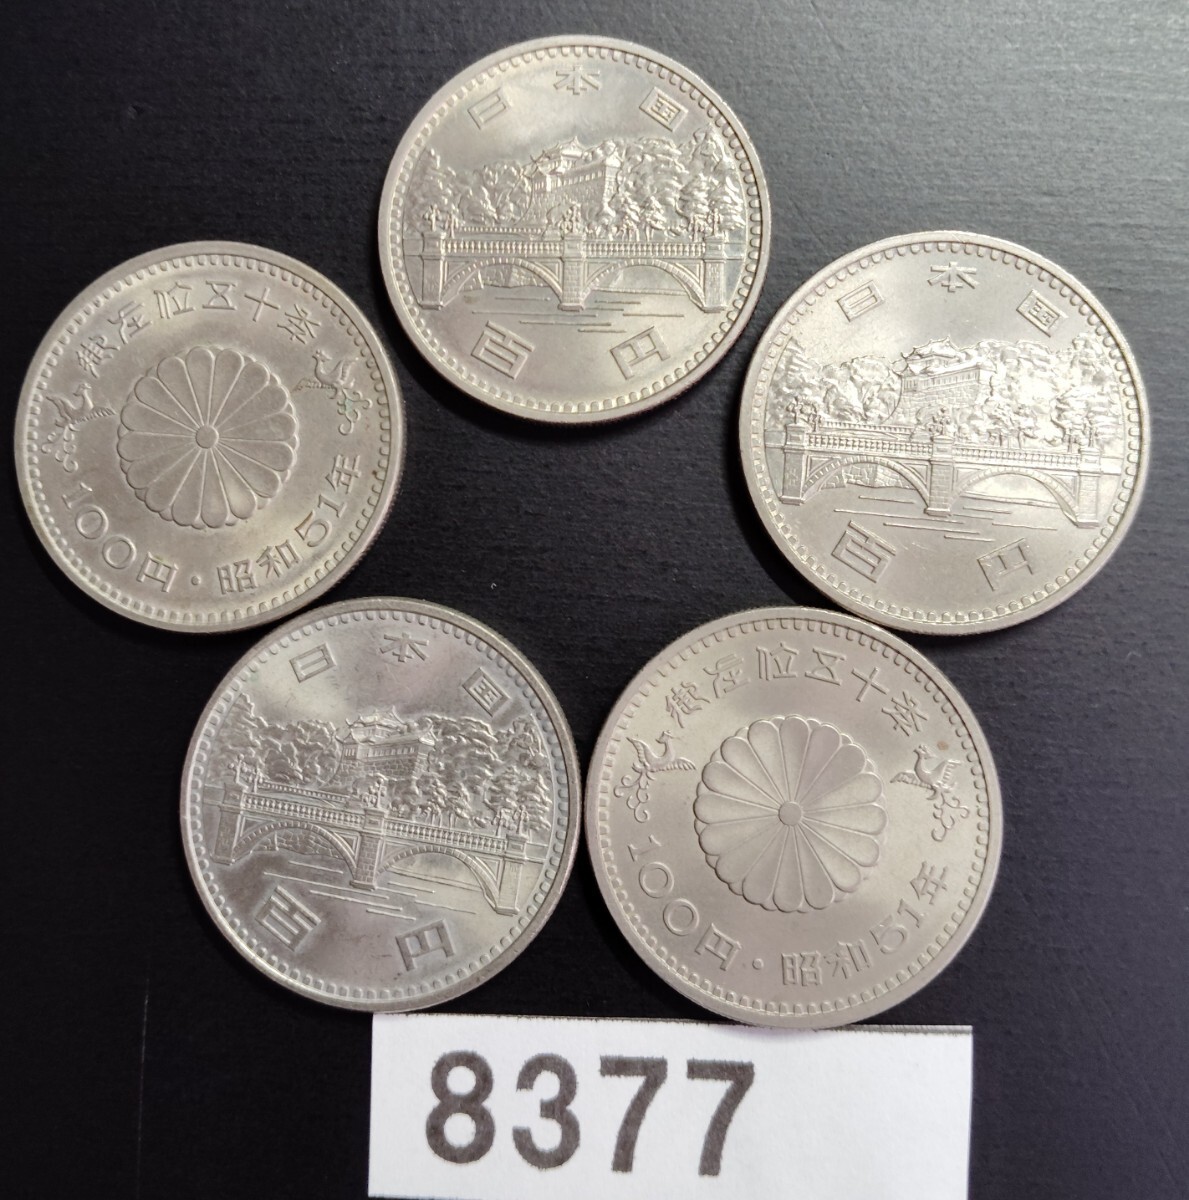 日本国
百円
御在位五十年
100円・昭和51年
日本国
百円
日本国
百円
御在位五十年
100円・昭和51年
8377